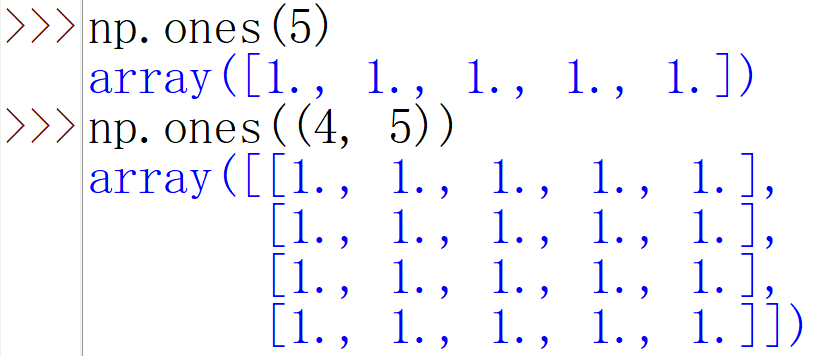 >>> np.ones(5)
array([1., 1., 1., 1., 1.])
>>> np.ones((4, 5))
array([[1., 1., 1., 1., 1.],
[1., 1., 1., 1., 1.],
[1., 1., 1., 1., 1.],
[1., 1., 1., 1., 1.]])